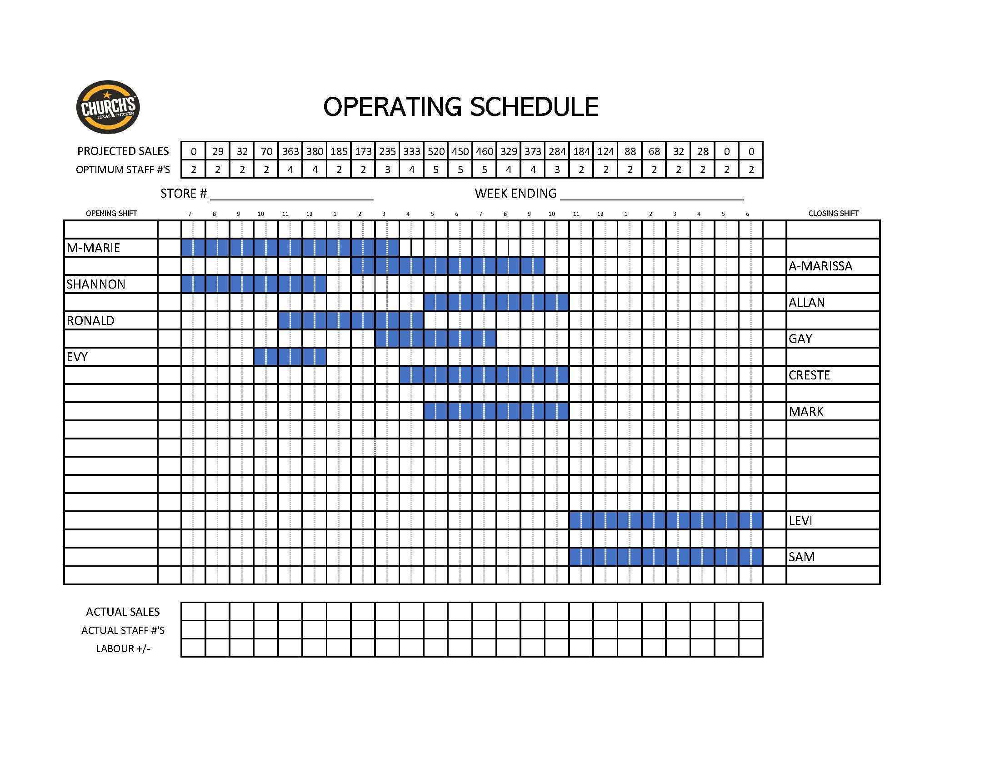 CHURCH'S
TEXAS CHICKEN
OPERATING SCHEDULE
PROJECTED SALES 0 29 32 70 363 380 185 173 235 333 520 450 460 329 373 284 184 124 88 68 32 28 0 0
OPTIMUM STAFF #'S 2 2 2 2 4 4 2 2 3 4 5 5 5 4 4 3 2 2 2 2 2 2 2 2
STORE # WEEK ENDING
OPENING SHIFT 7 8 9 10 11 12 1 2 3 4 5 6 7 8 9 10 11 12 1 2 3 4 5 6 CLOSING SHIFT
M-MARIE
A-MARISSA
SHANNON
ALLAN
RONALD
GAY
EVY
CRESTE
MARK
LEVI
SAM
ACTUAL SALES
ACTUAL STAFF #'S
LABOUR +/-